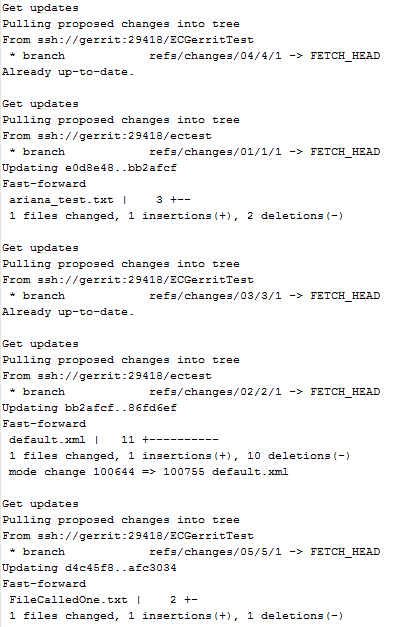 Get updates
Pulling proposed changes into tree
From ssh://gerrit:29418/ECGerritTest
 * branch            refs/changes/04/4/1 -> FETCH_HEAD
Already up-to-date.

Get updates
Pulling proposed changes into tree
From ssh://gerrit:29418/ectest
 * branch            refs/changes/01/1/1 -> FETCH_HEAD
Updating e0d8e48..bb2afcf
Fast-forward
 ariana_test.txt |    3 +--
 1 files changed, 1 insertions(+), 2 deletions(-)

Get updates
Pulling proposed changes into tree
From ssh://gerrit:29418/ECGerritTest
 * branch            refs/changes/03/3/1 -> FETCH_HEAD
Already up-to-date.

Get updates
Pulling proposed changes into tree
From ssh://gerrit:29418/ectest
 * branch            refs/changes/02/2/1 -> FETCH_HEAD
Updating bb2afcf..86fd6ef
Fast-forward
 default.xml |   11 +----------
 1 files changed, 1 insertions(+), 10 deletions(-)
 mode change 100644 => 100755 default.xml

Get updates
Pulling proposed changes into tree
From ssh://gerrit:29418/ECGerritTest
 * branch            refs/changes/05/5/1 -> FETCH_HEAD
Updating d4c45f8..afc3034
Fast-forward
 FileCalledOne.txt |    2 +-
 1 files changed, 1 insertions(+), 1 deletions(-)